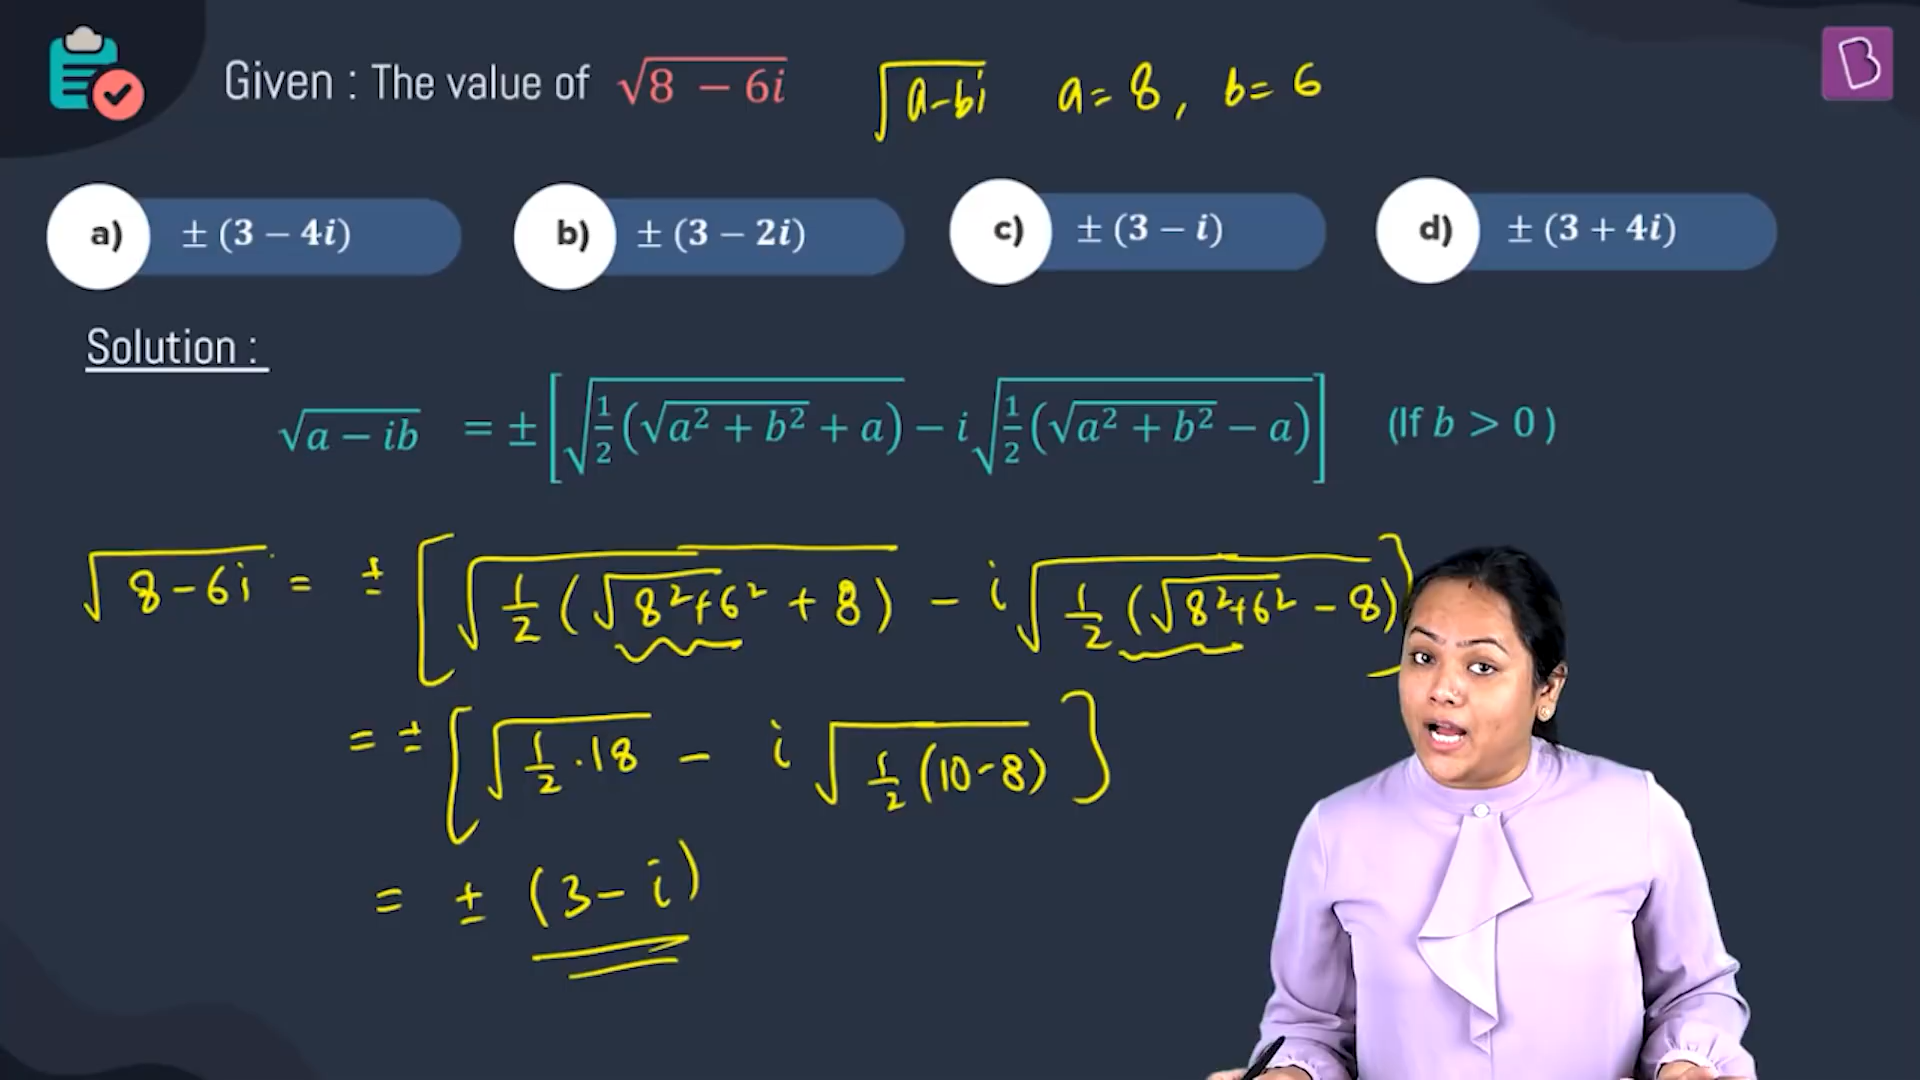 Given : The value of √(8 − 6i) √(a-bi) a = 8, b = 6
a) ± (3 − 4i) b) ± (3 − 2i) c) ± (3 − i) d) ± (3 + 4i)
Solution :
√(a − ib) = ± [√(1/2 (√(a² + b²) + a)) − i √(1/2 (√(a² + b²) − a))] (If b > 0 )
√(8 - 6i) = ± [√(1/2 (√(8² + 6²) + 8)) - i √(1/2 (√(8² + 6²) - 8))]
= ± [√(1/2 · 18) - i √(1/2 (10 - 8))]
= ± (3 - i)